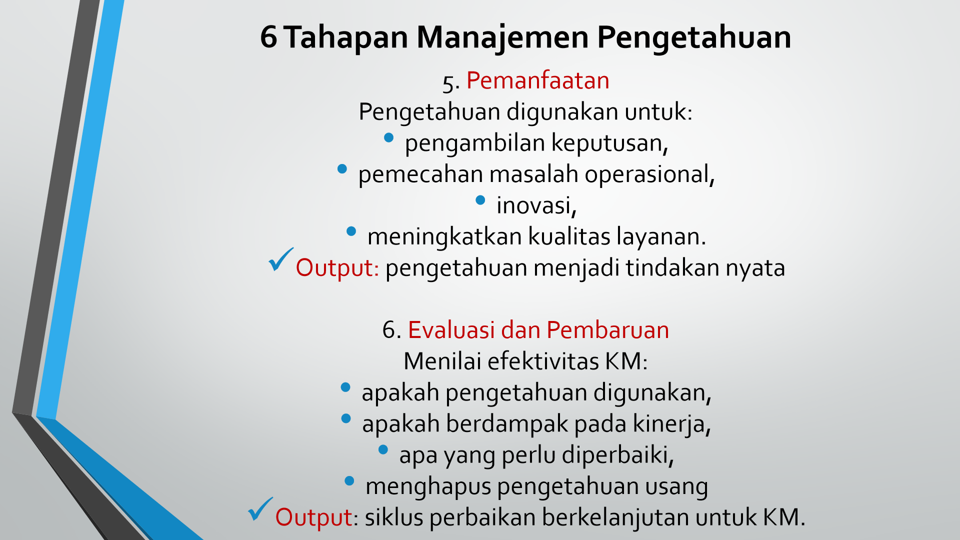 6 Tahapan Manajemen Pengetahuan
5. Pemanfaatan
Pengetahuan digunakan untuk:
• pengambilan keputusan,
• pemecahan masalah operasional,
• inovasi,
• meningkatkan kualitas layanan.
✓ Output: pengetahuan menjadi tindakan nyata
6. Evaluasi dan Pembaruan
Menilai efektivitas KM:
• apakah pengetahuan digunakan,
• apakah berdampak pada kinerja,
• apa yang perlu diperbaiki,
• menghapus pengetahuan usang
✓ Output: siklus perbaikan berkelanjutan untuk KM.